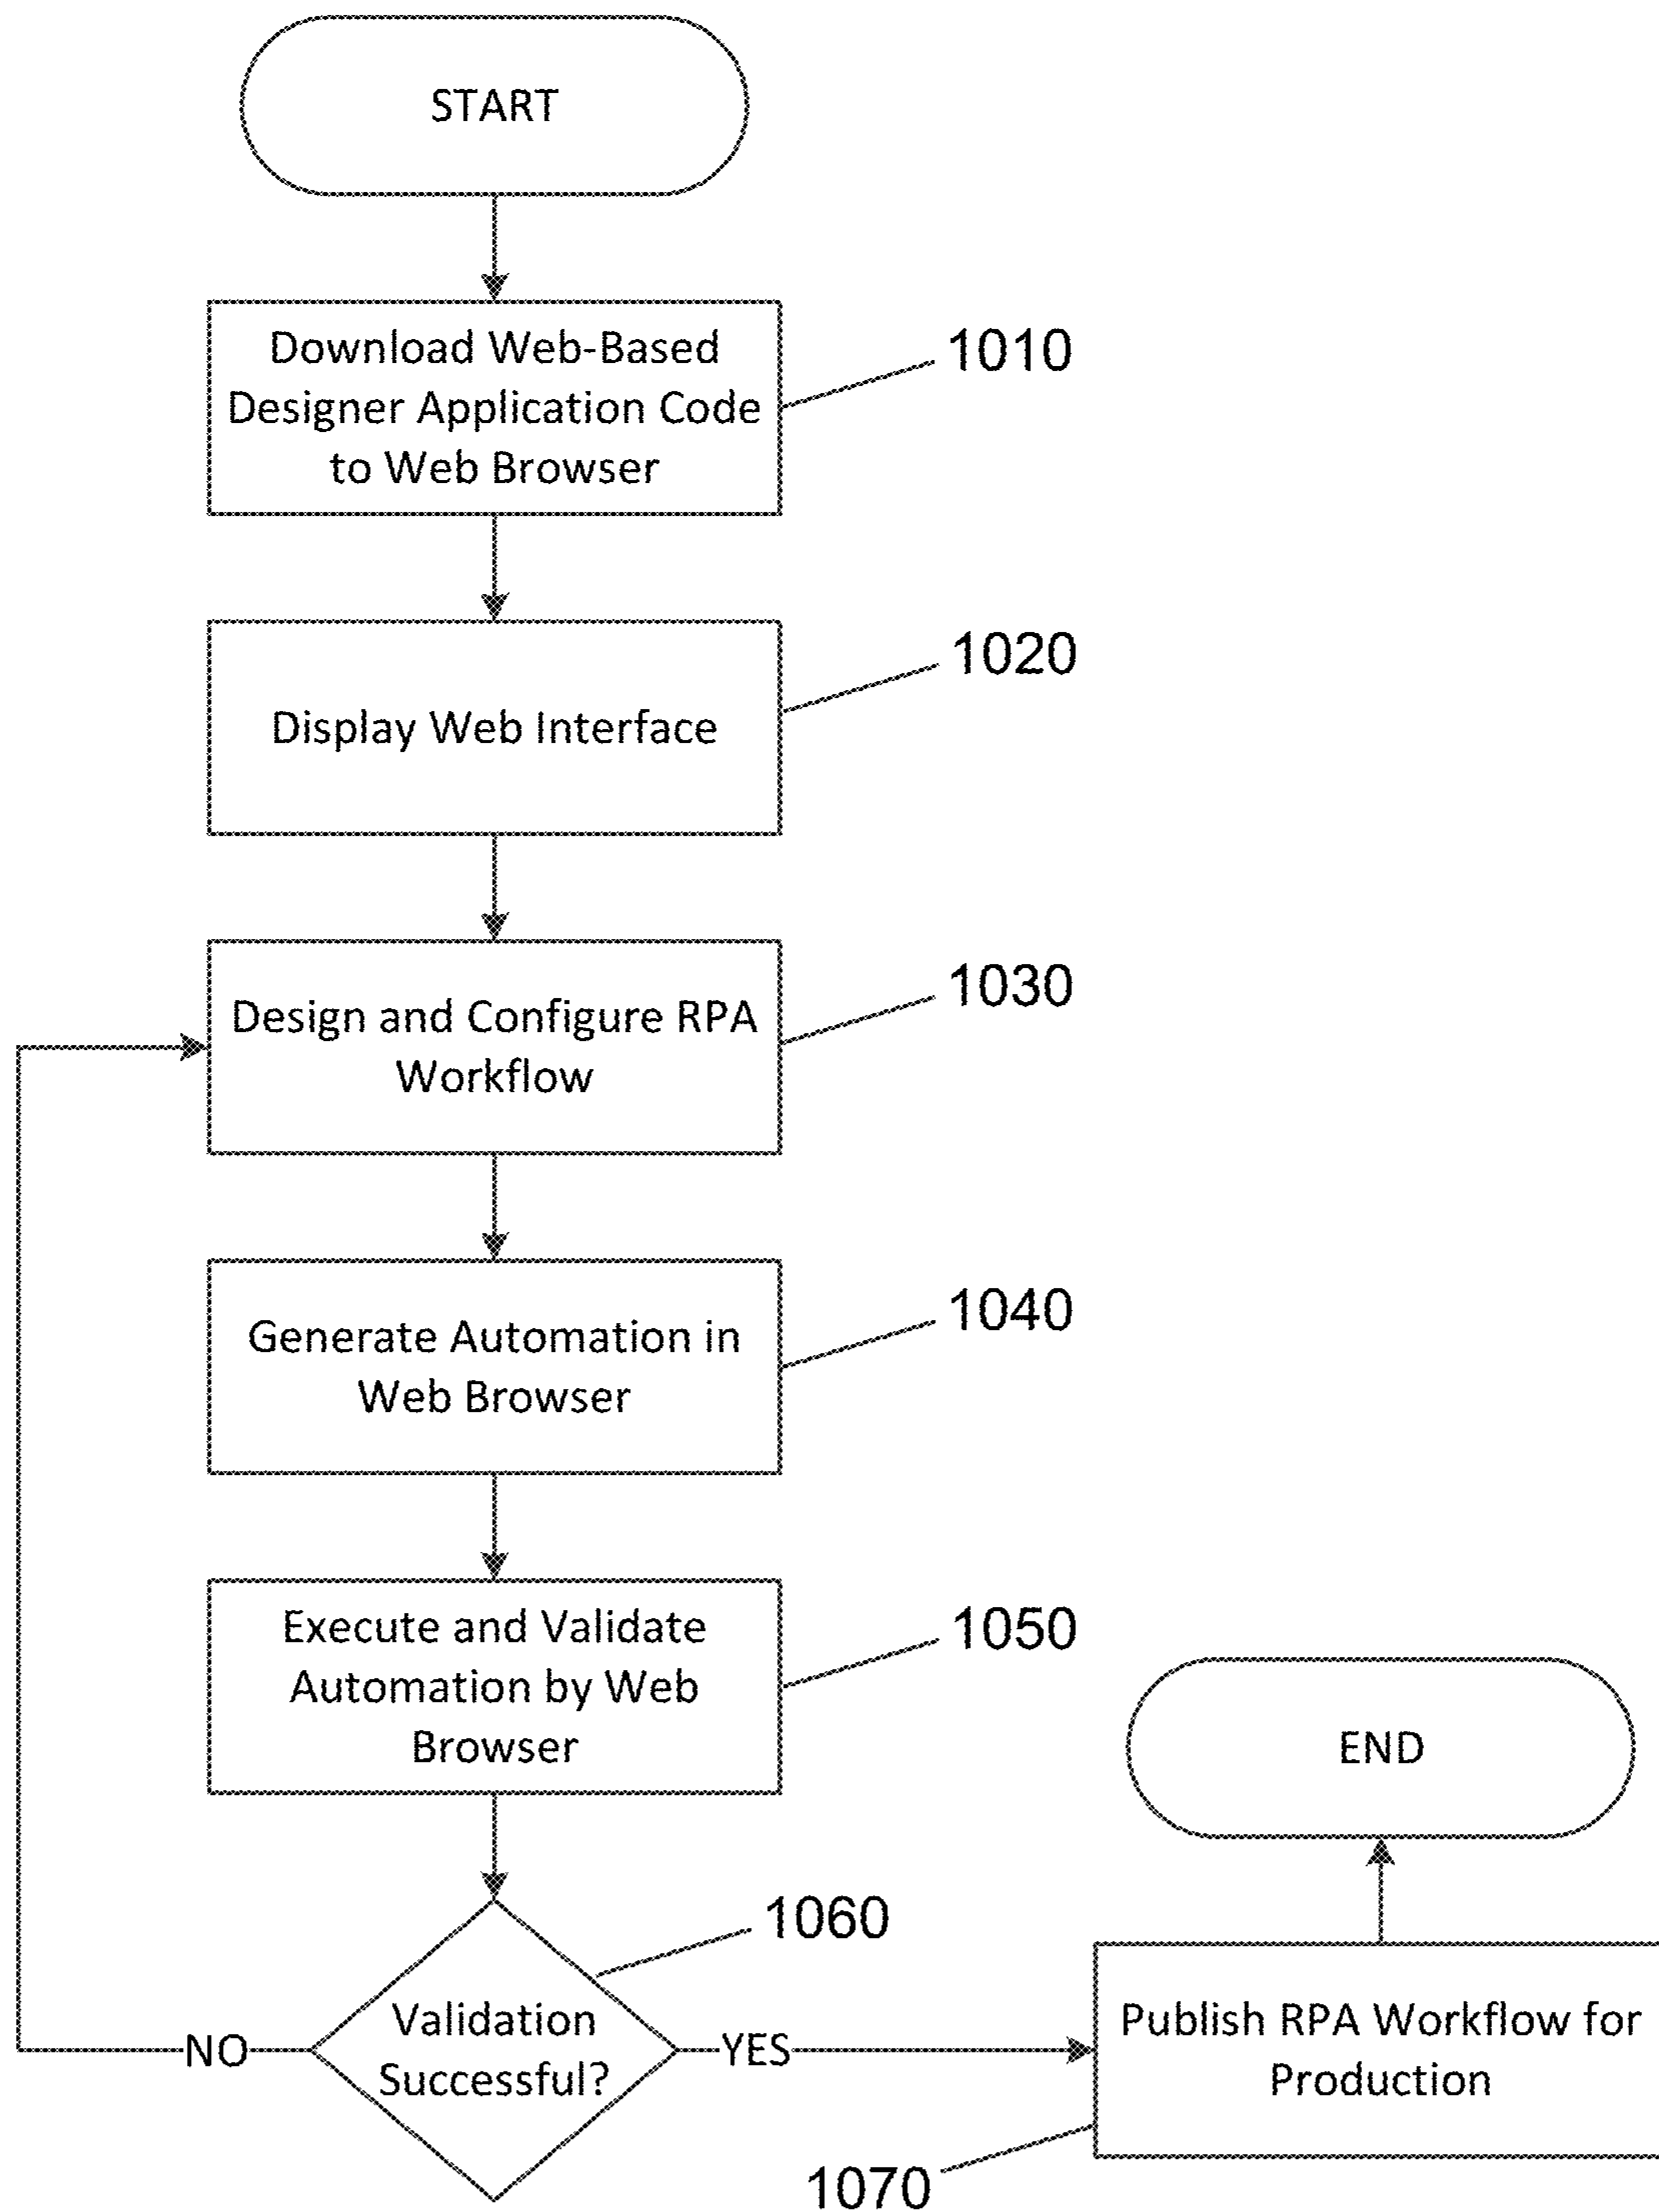 START
Download Web-Based
Designer Application Code
to Web Browser
1010
Display Web Interface
1020
Design and Configure RPA
Workflow
1030
Generate Automation in
Web Browser
1040
Execute and Validate
Automation by Web
Browser
1050
Validation
Successful?
1060
NO
YES
Publish RPA Workflow for
Production
1070
END